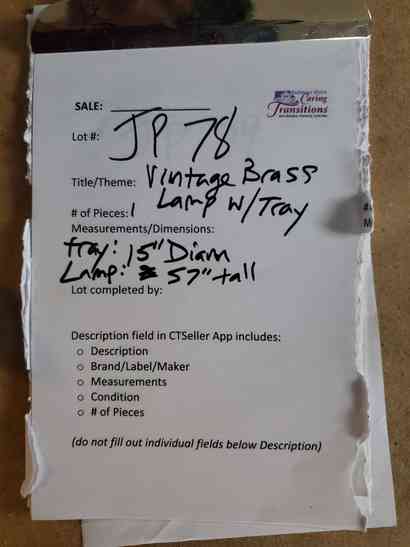 Caring
Transitions
SALE:
Lot #: JP 78
Title/Theme: Vintage Brass
Lamp w/Tray
# of Pieces: 1
Measurements/Dimensions:
tray: 15" Diam
Lamp: 57" tall
Lot completed by:
Description field in CTSeller App includes:
o Description
o Brand/Label/Maker
o Measurements
o Condition
o # of Pieces
(do not fill out individual fields below Description)